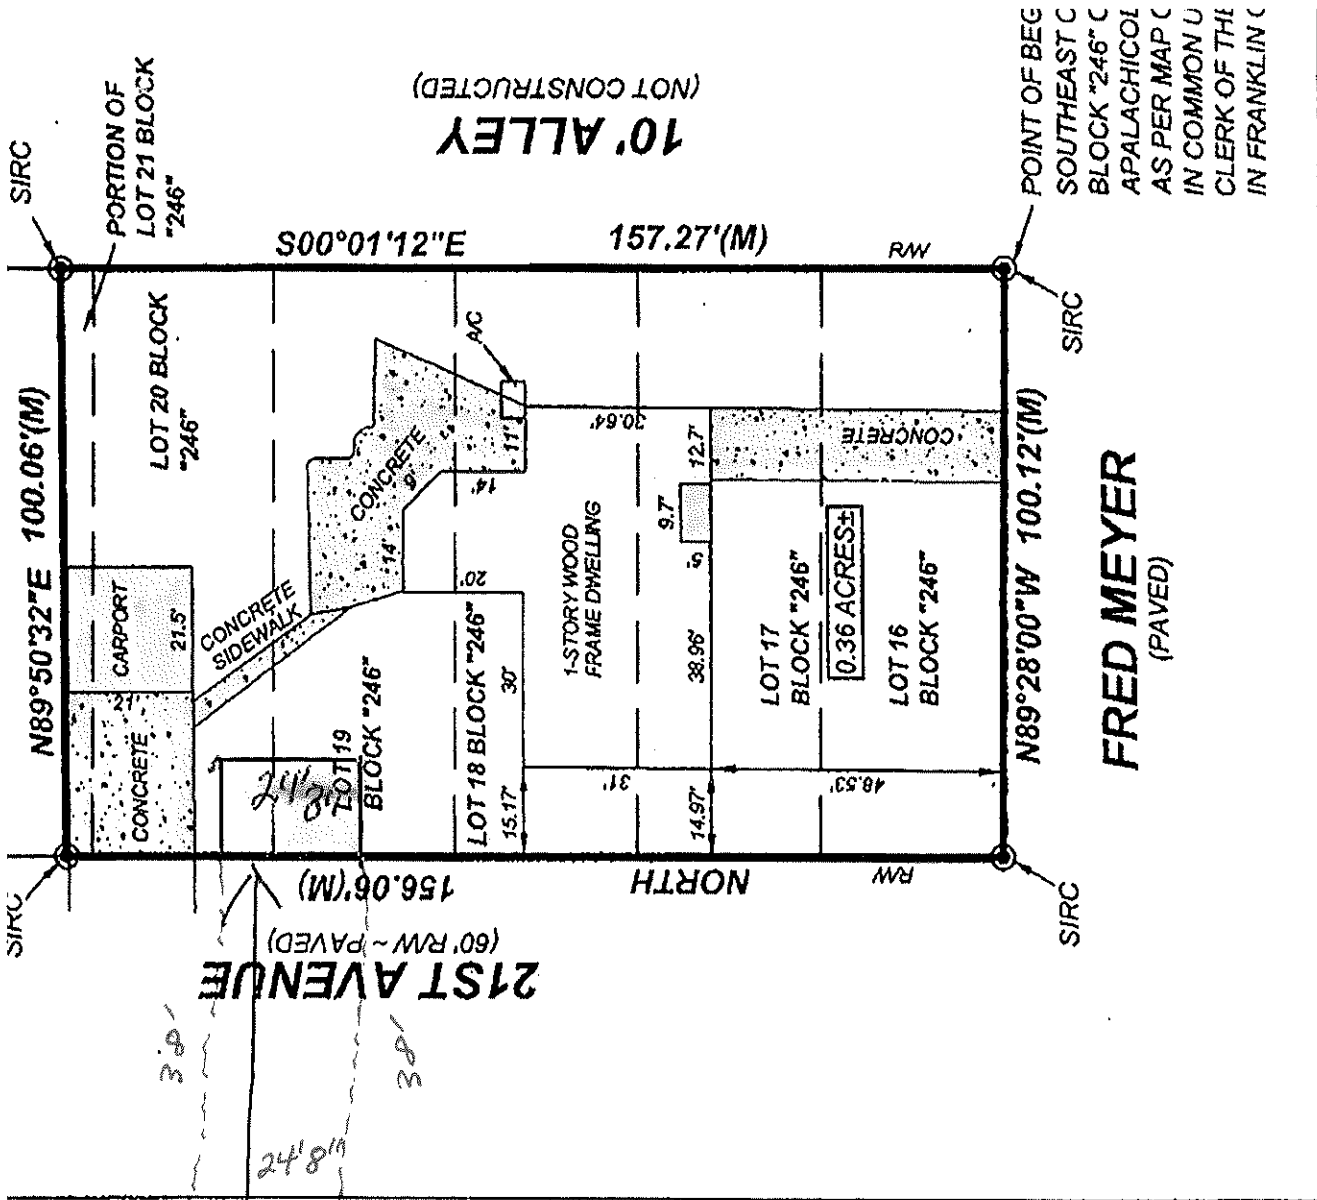 SIRC
PORTION OF
LOT 21 BLOCK
"246"
10' ALLEY
(NOT CONSTRUCTED)
S00°01'12"E 157.27'(M)
R/W
POINT OF BEG
SOUTHEAST C
BLOCK "246" C
APALACHICOL
AS PER MAP C
IN COMMON U
CLERK OF THE
IN FRANKLIN C
SIRC
N89°50'32"E 100.06'(M)
LOT 20 BLOCK
"246"
CARPORT
21.5'
21'
CONCRETE
CONCRETE
SIDEWALK
CONCRETE
9'
14'
14'
11'
A/C
20'
30.64'
12.7'
CONCRETE
9.7'
5'
1-STORY WOOD
FRAME DWELLING
30'
38.96'
LOT 19
BLOCK "246"
24'8"
LOT 18 BLOCK "246"
15.17'
31'
14.97'
LOT 17
BLOCK "246"
0.36 ACRES±
LOT 16
BLOCK "246"
48.53'
N89°28'00"W 100.12'(M)
FRED MEYER
(PAVED)
SIRC
156.06'(M) NORTH
R/W
SIRC
21ST AVENUE
(60' R/W ~ PAVED)
38'
38'
24'8"